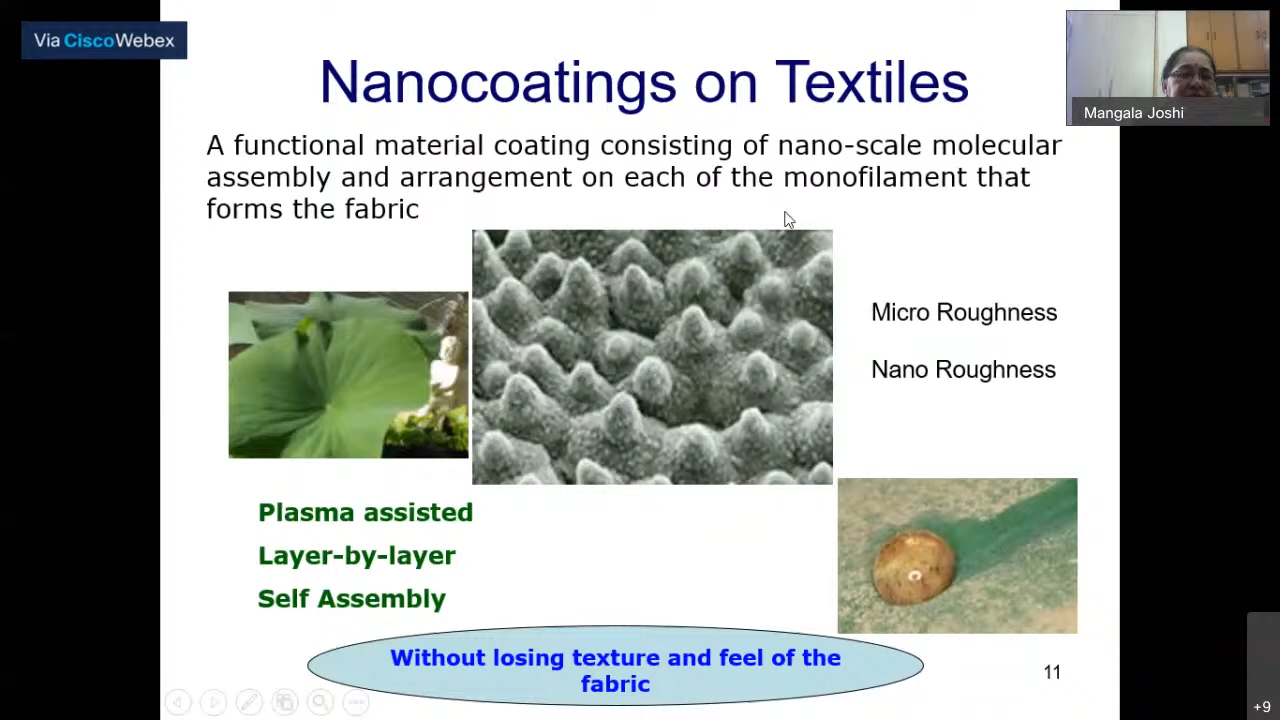 Via CiscoWebex
Nanocoatings on Textiles
Mangala Joshi
A functional material coating consisting of nano-scale molecular
assembly and arrangement on each of the monofilament that
forms the fabric
Micro Roughness
Nano Roughness
Plasma assisted
Layer-by-layer
Self Assembly
Without losing texture and feel of the
fabric
11
+9